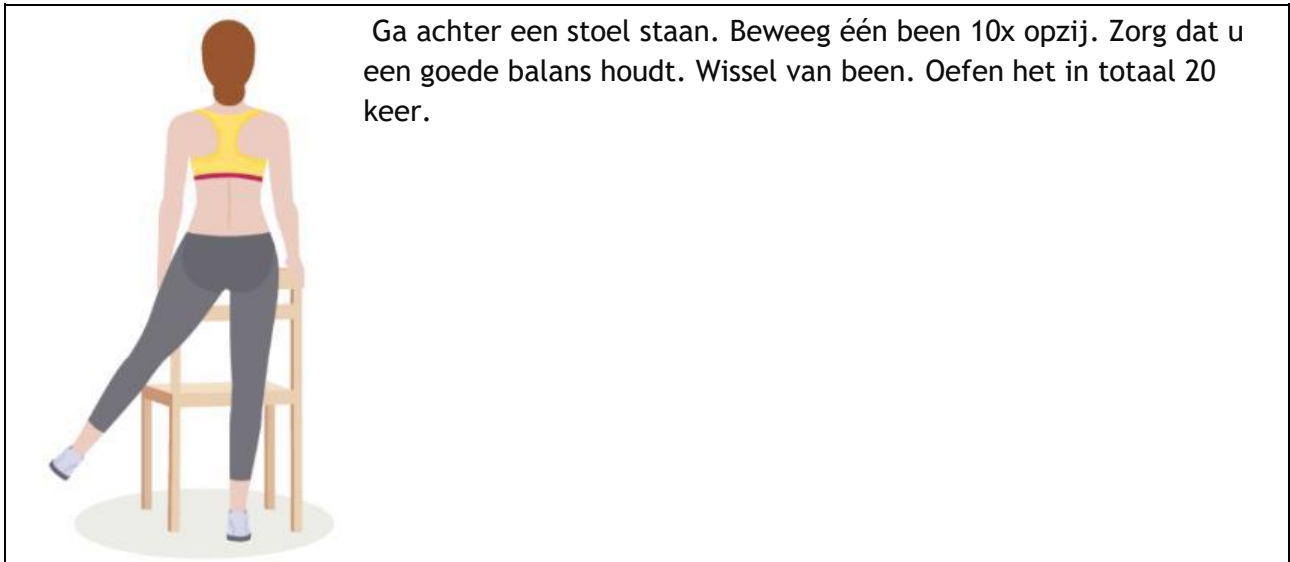 Ga achter een stoel staan. Beweeg één been 10x opzij. Zorg dat u
een goede balans houdt. Wissel van been. Oefen het in totaal 20
keer.